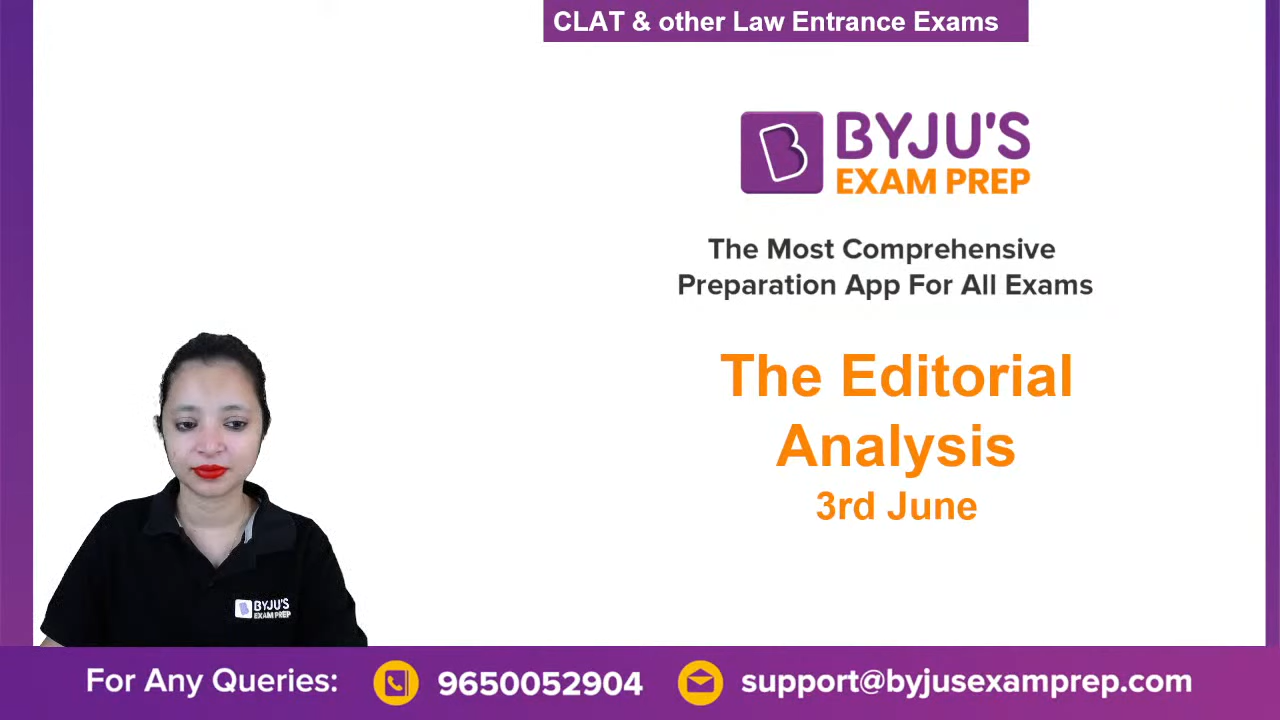 CLAT & other Law Entrance Exams
BYJU'S
EXAM PREP
The Most Comprehensive
Preparation App For All Exams
The Editorial
Analysis
3rd June
BYJU'S
EXAM PREP
For Any Queries: 9650052904 support@byjusexamprep.com